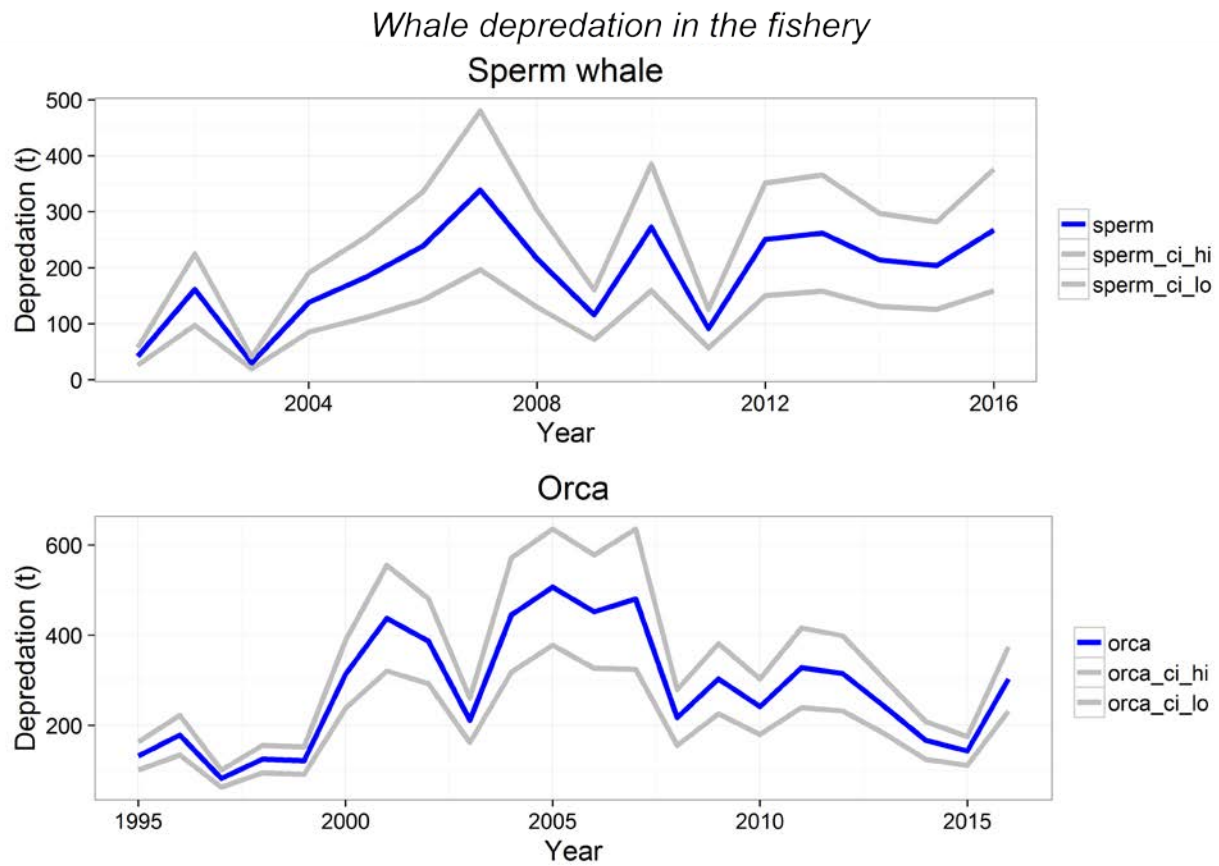 Whale depredation in the fishery
Sperm whale
500
400
300
200
100
0
Depredation (t)
2004 2008 2012 2016
Year
sperm
sperm_ci_hi
sperm_ci_lo
Orca
600
400
200
Depredation (t)
1995 2000 2005 2010 2015
Year
orca
orca_ci_hi
orca_ci_lo